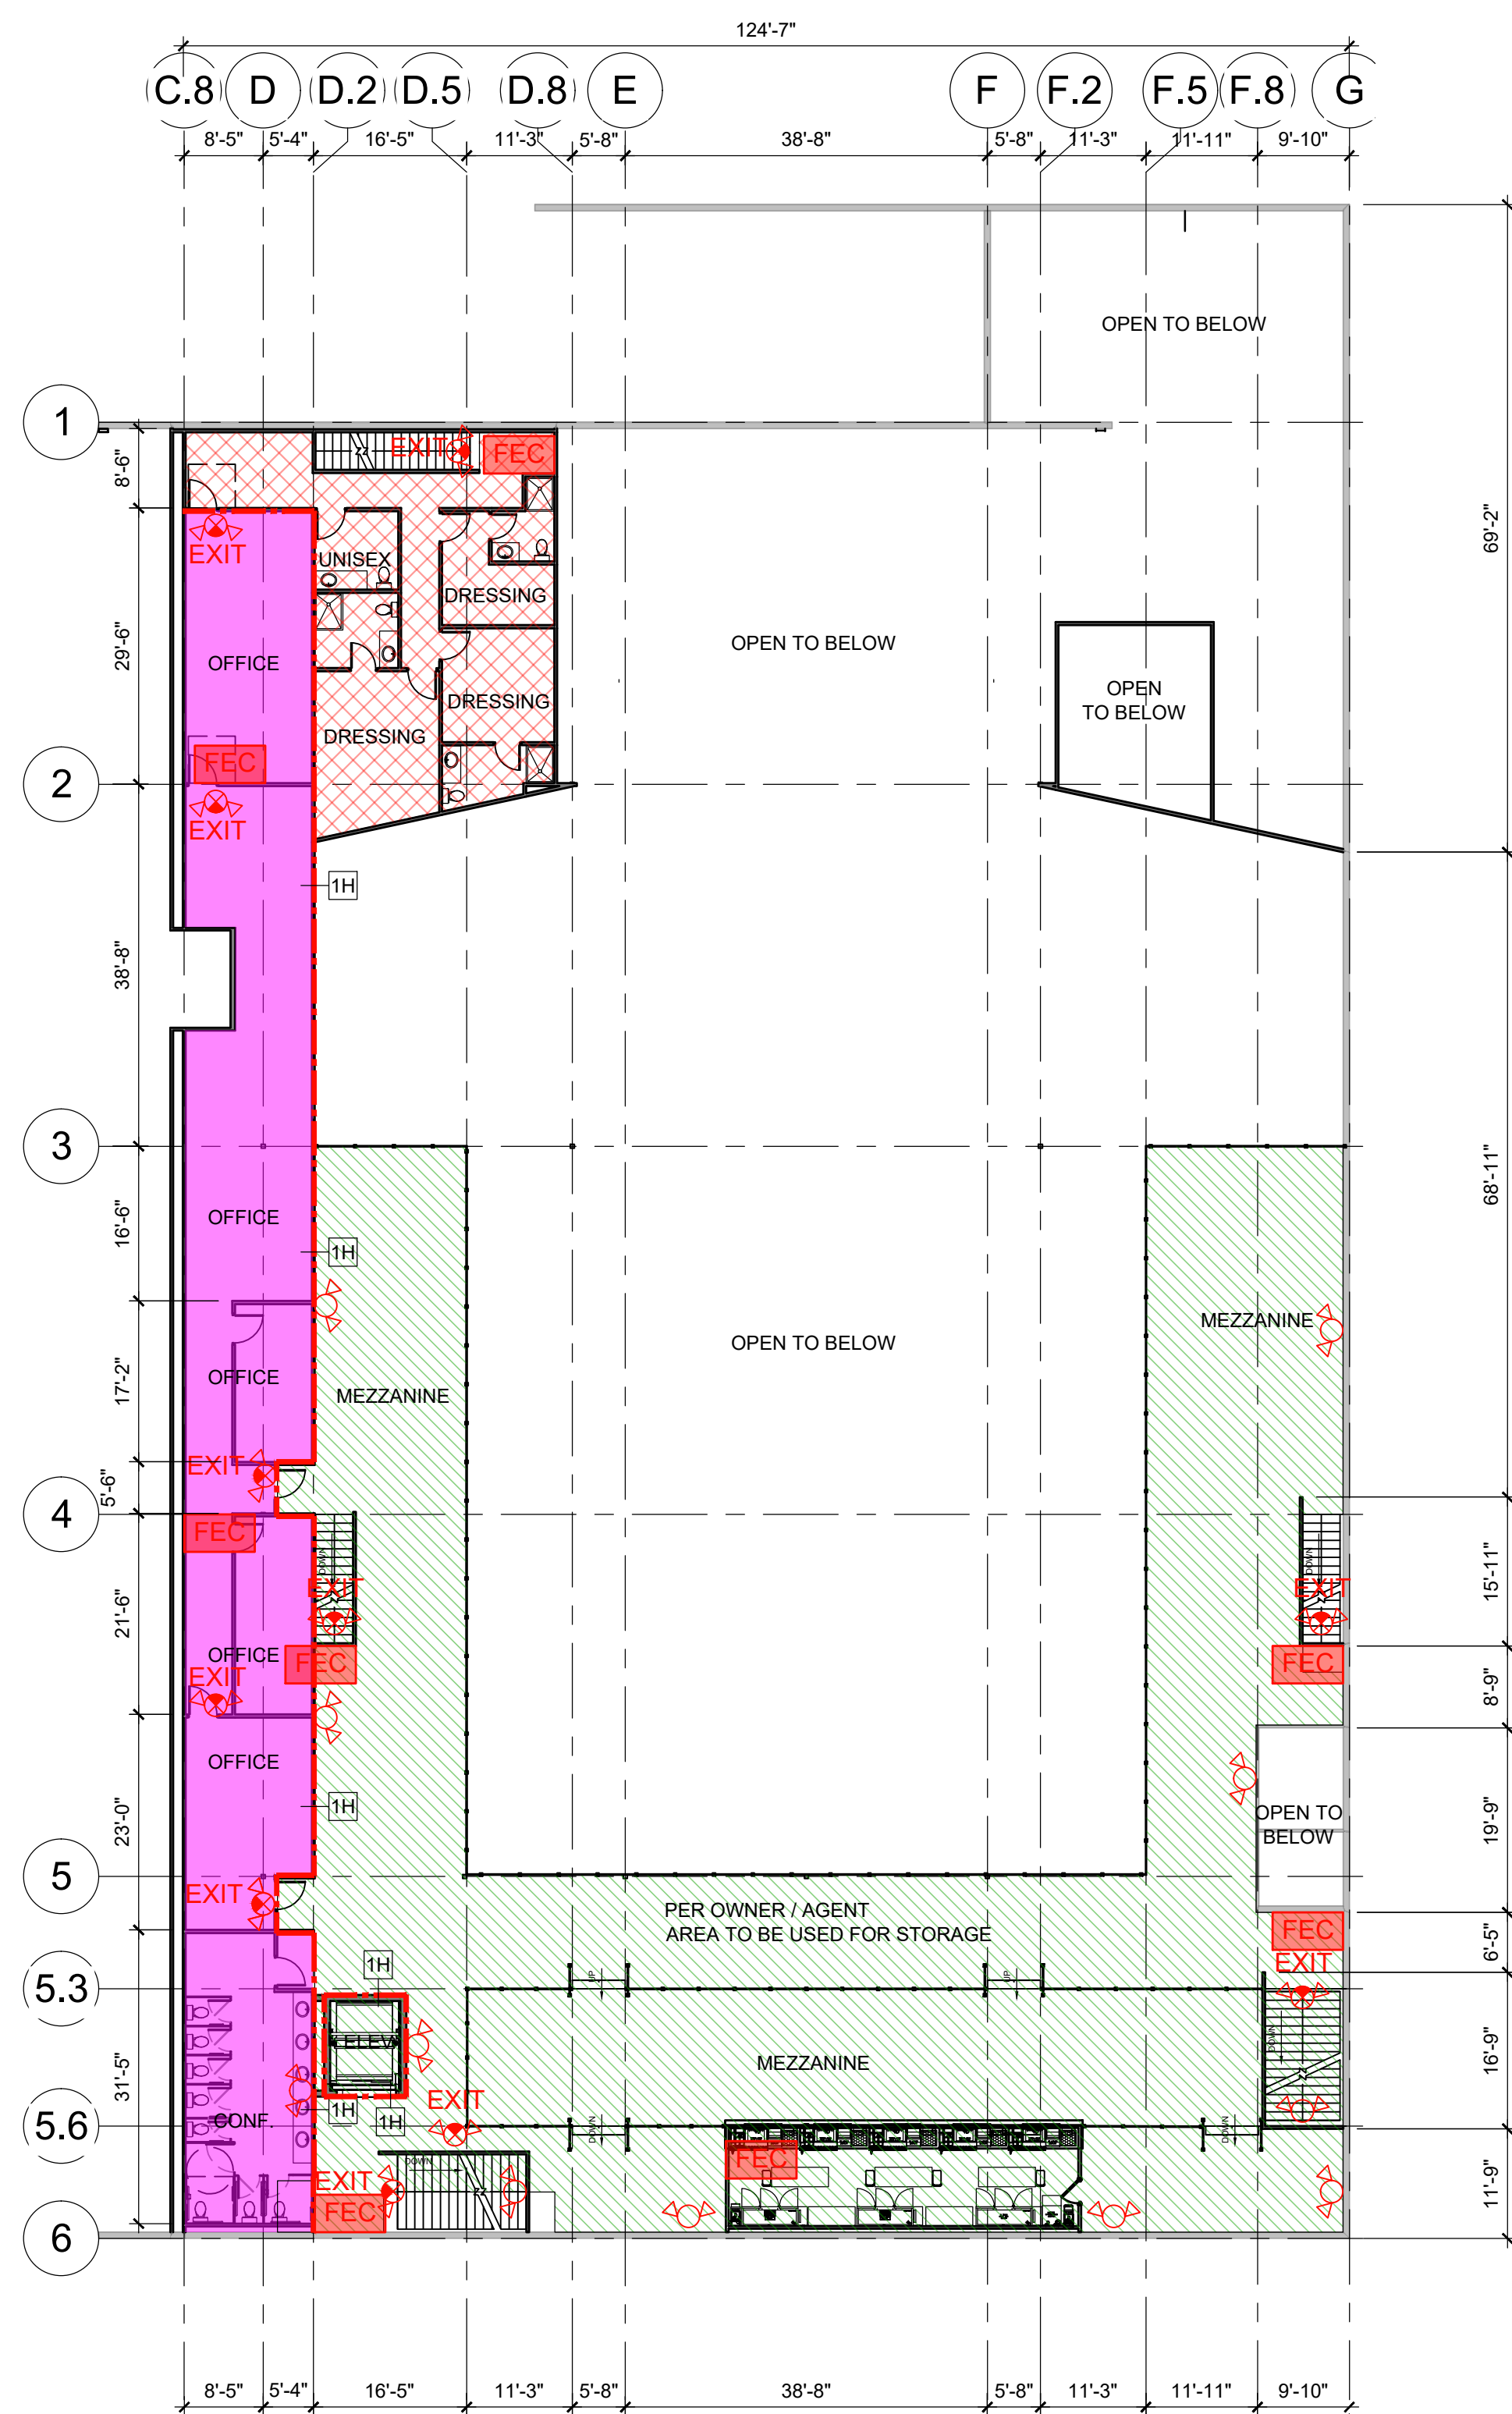 124'-7"
C.8 D D.2 D.5 D.8 E F F.2 F.5 F.8 G
8'-5" 5'-4" 16'-5" 11'-3" 5'-8" 38'-8" 5'-8" 11'-3" 11'-11" 9'-10"
OPEN TO BELOW
1
EXIT
FEC
8'-6"
69'-2"
EXIT
UNISEX
DRESSING
29'-6"
OFFICE
OPEN TO BELOW
OPEN
TO BELOW
DRESSING
DRESSING
FEC
2
EXIT
1H
38'-8"
3
68'-11"
16'-6"
OFFICE
1H
MEZZANINE
OPEN TO BELOW
17'-2"
OFFICE
MEZZANINE
EXIT
5'-6"
4
FEC
DOWN
DOWN
15'-11"
EXIT
EXIT
21'-6"
OFFICE
FEC
FEC
EXIT
8'-9"
OFFICE
1H
23'-0"
OPEN TO
BELOW
19'-9"
5
EXIT
PER OWNER / AGENT
AREA TO BE USED FOR STORAGE
FEC
6'-5"
EXIT
1H
UP
UP
5.3
ELEV
DOWN
16'-9"
MEZZANINE
31'-5"
1H
1H
EXIT
5.6
CONF.
DOWN
DOWN
DOWN
FEC
EXIT
FEC
11'-9"
6
8'-5" 5'-4" 16'-5" 11'-3" 5'-8" 38'-8" 5'-8" 11'-3" 11'-11" 9'-10"